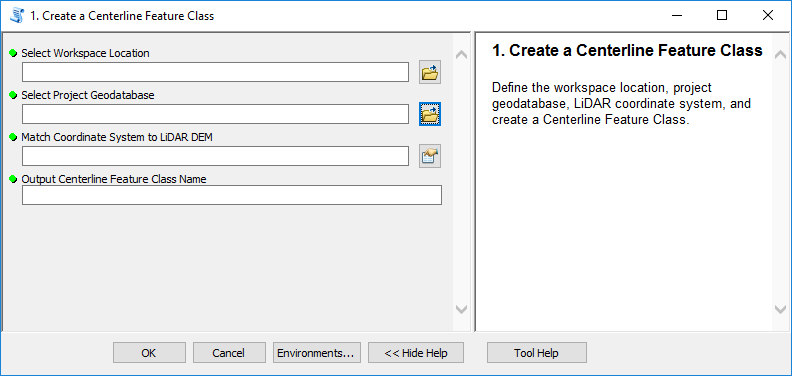 1. Create a Centerline Feature Class
Select Workspace Location
Select Project Geodatabase
Match Coordinate System to LiDAR DEM
Output Centerline Feature Class Name
1. Create a Centerline Feature Class
Define the workspace location, project
geodatabase, LiDAR coordinate system, and
create a Centerline Feature Class.
OK
Cancel
Environments...
<< Hide Help
Tool Help